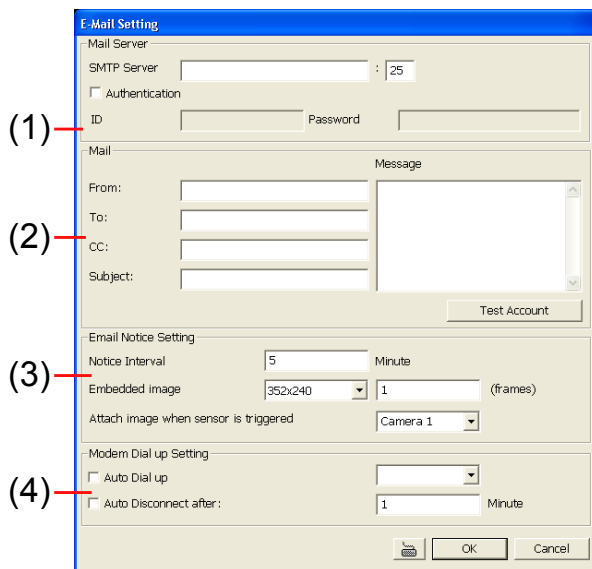 E-Mail Setting
Mail Server
SMTP Server : 25
Authentication
(1)
ID Password
Mail
Message
From:
To:
(2)
CC:
Subject:
Test Account
Email Notice Setting
Notice Interval 5 Minute
(3)
Embedded image 352x240 1 (frames)
Attach image when sensor is triggered Camera 1
Modem Dial up Setting
Auto Dial up
(4)
Auto Disconnect after: 1 Minute
OK Cancel